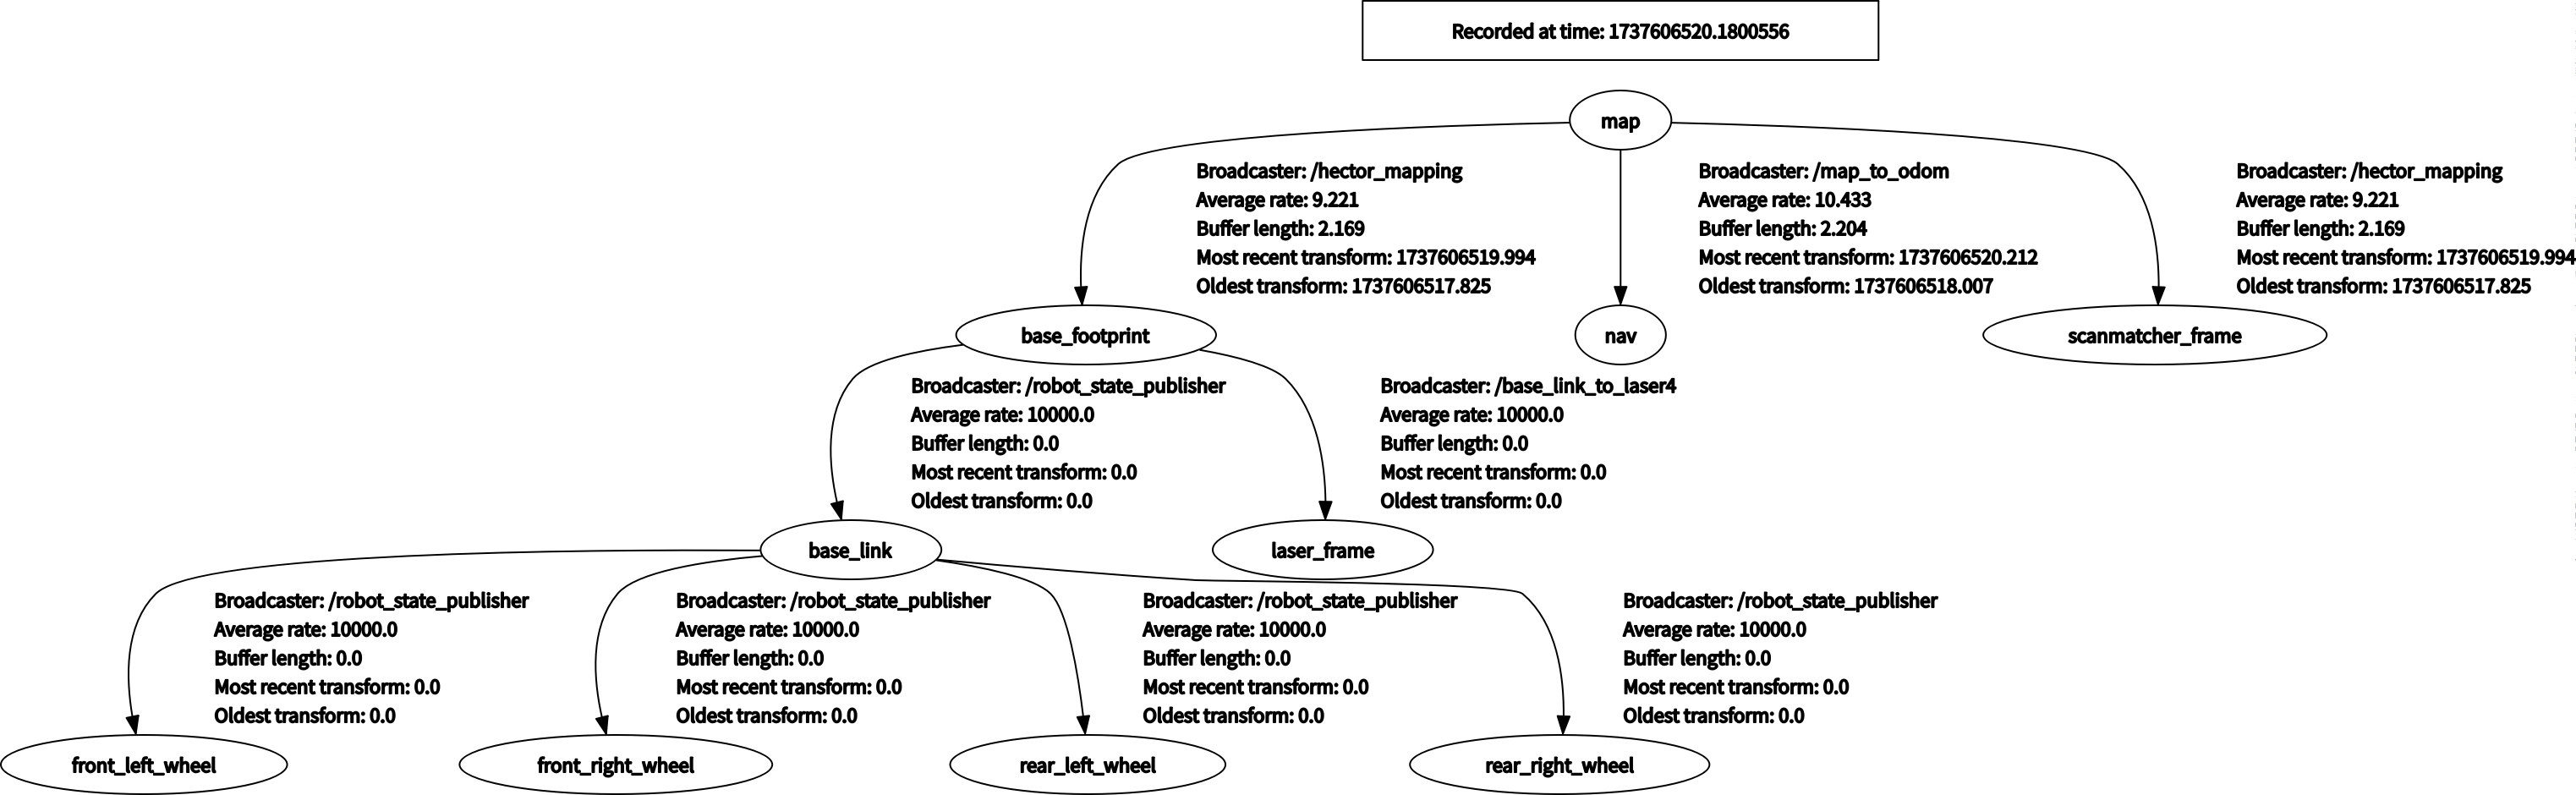 Recorded at time: 1737606520.1800556
map
Broadcaster: /hector_mapping
Average rate: 9.221
Buffer length: 2.169
Most recent transform: 1737606519.994
Oldest transform: 1737606517.825
Broadcaster: /map_to_odom
Average rate: 10.433
Buffer length: 2.204
Most recent transform: 1737606520.212
Oldest transform: 1737606518.007
Broadcaster: /hector_mapping
Average rate: 9.221
Buffer length: 2.169
Most recent transform: 1737606519.994
Oldest transform: 1737606517.825
base_footprint
nav
scanmatcher_frame
Broadcaster: /robot_state_publisher
Average rate: 10000.0
Buffer length: 0.0
Most recent transform: 0.0
Oldest transform: 0.0
Broadcaster: /base_link_to_laser4
Average rate: 10000.0
Buffer length: 0.0
Most recent transform: 0.0
Oldest transform: 0.0
base_link
laser_frame
Broadcaster: /robot_state_publisher
Average rate: 10000.0
Buffer length: 0.0
Most recent transform: 0.0
Oldest transform: 0.0
Broadcaster: /robot_state_publisher
Average rate: 10000.0
Buffer length: 0.0
Most recent transform: 0.0
Oldest transform: 0.0
Broadcaster: /robot_state_publisher
Average rate: 10000.0
Buffer length: 0.0
Most recent transform: 0.0
Oldest transform: 0.0
Broadcaster: /robot_state_publisher
Average rate: 10000.0
Buffer length: 0.0
Most recent transform: 0.0
Oldest transform: 0.0
front_left_wheel
front_right_wheel
rear_left_wheel
rear_right_wheel